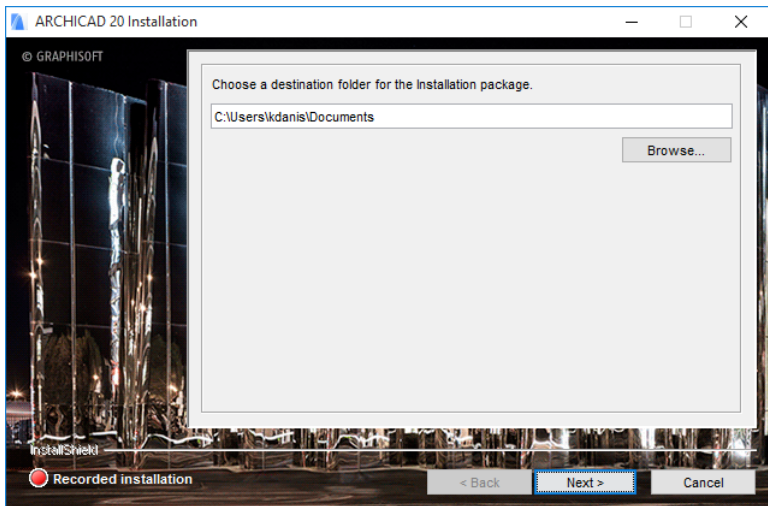 ARCHICAD 20 Installation
© GRAPHISOFT
Choose a destination folder for the Installation package.
C:\Users\kdanis\Documents
Browse...
InstallShield
Recorded installation
< Back
Next >
Cancel